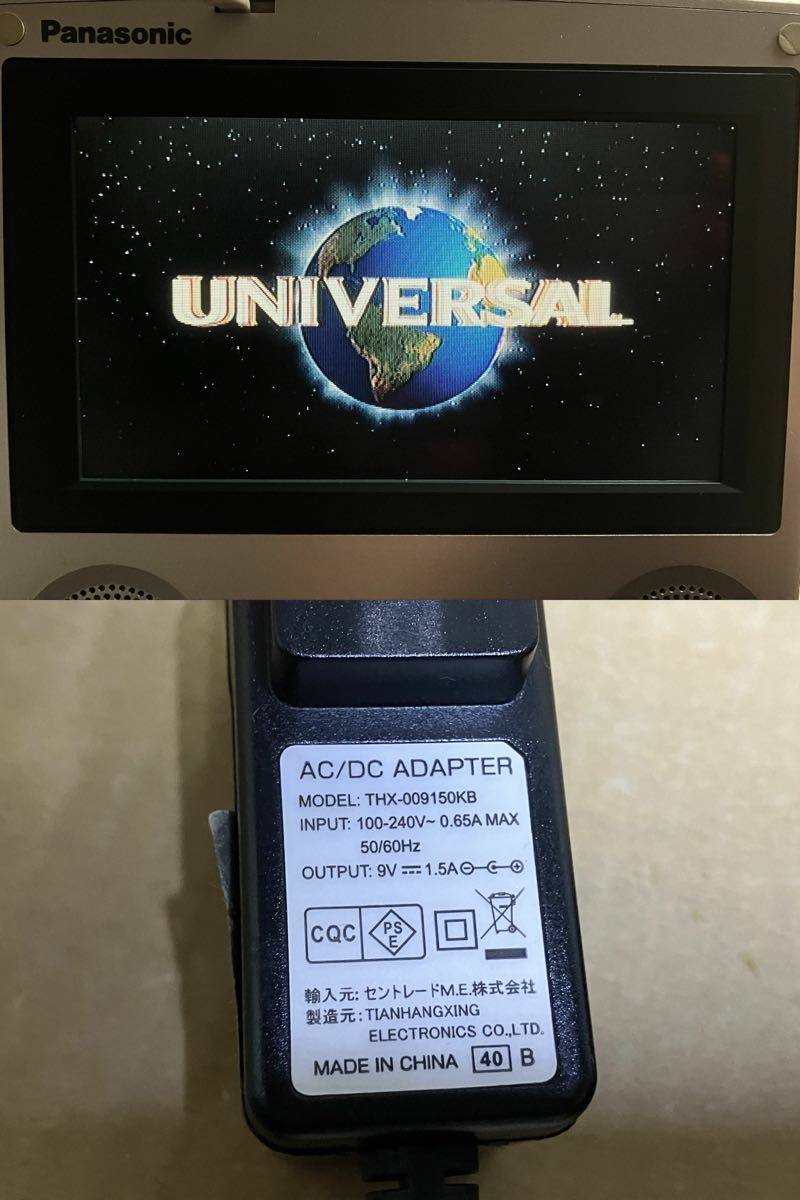 Panasonic
UNIVERSAL
AC/DC ADAPTER
MODEL: THX-009150KB
INPUT: 100-240V~ 0.65A MAX
50/60Hz
OUTPUT: 9V⎓1.5A⊖-C-⊕
CQC PSE
輸入元: セントレードM.E.株式会社
製造元: TIANHANGXING
ELECTRONICS CO.,LTD.
MADE IN CHINA 40 B